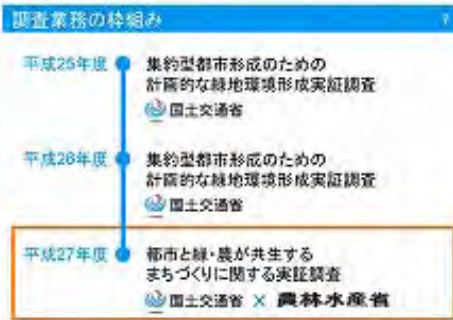 調査業務の枠組み
7
平成25年度
集約型都市形成のための
計画的な緑地環境形成実証調査
国土交通省
平成26年度
集約型都市形成のための
計画的な緑地環境形成実証調査
国土交通省
平成27年度
都市と緑・農が共生する
まちづくりに関する実証調査
国土交通省 × 農林水産省